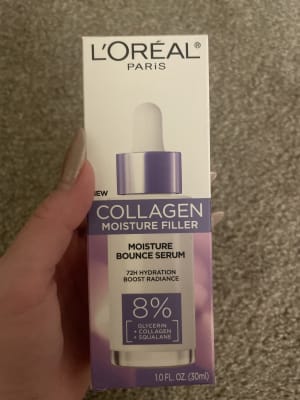 L'ORÉAL®
PARiS
NEW
COLLAGEN
MOISTURE FILLER
MOISTURE
BOUNCE SERUM
72H HYDRATION
BOOST RADIANCE
8%
GLYCERIN
+ COLLAGEN
+ SQUALANE
1.0 FL. OZ. (30ml)